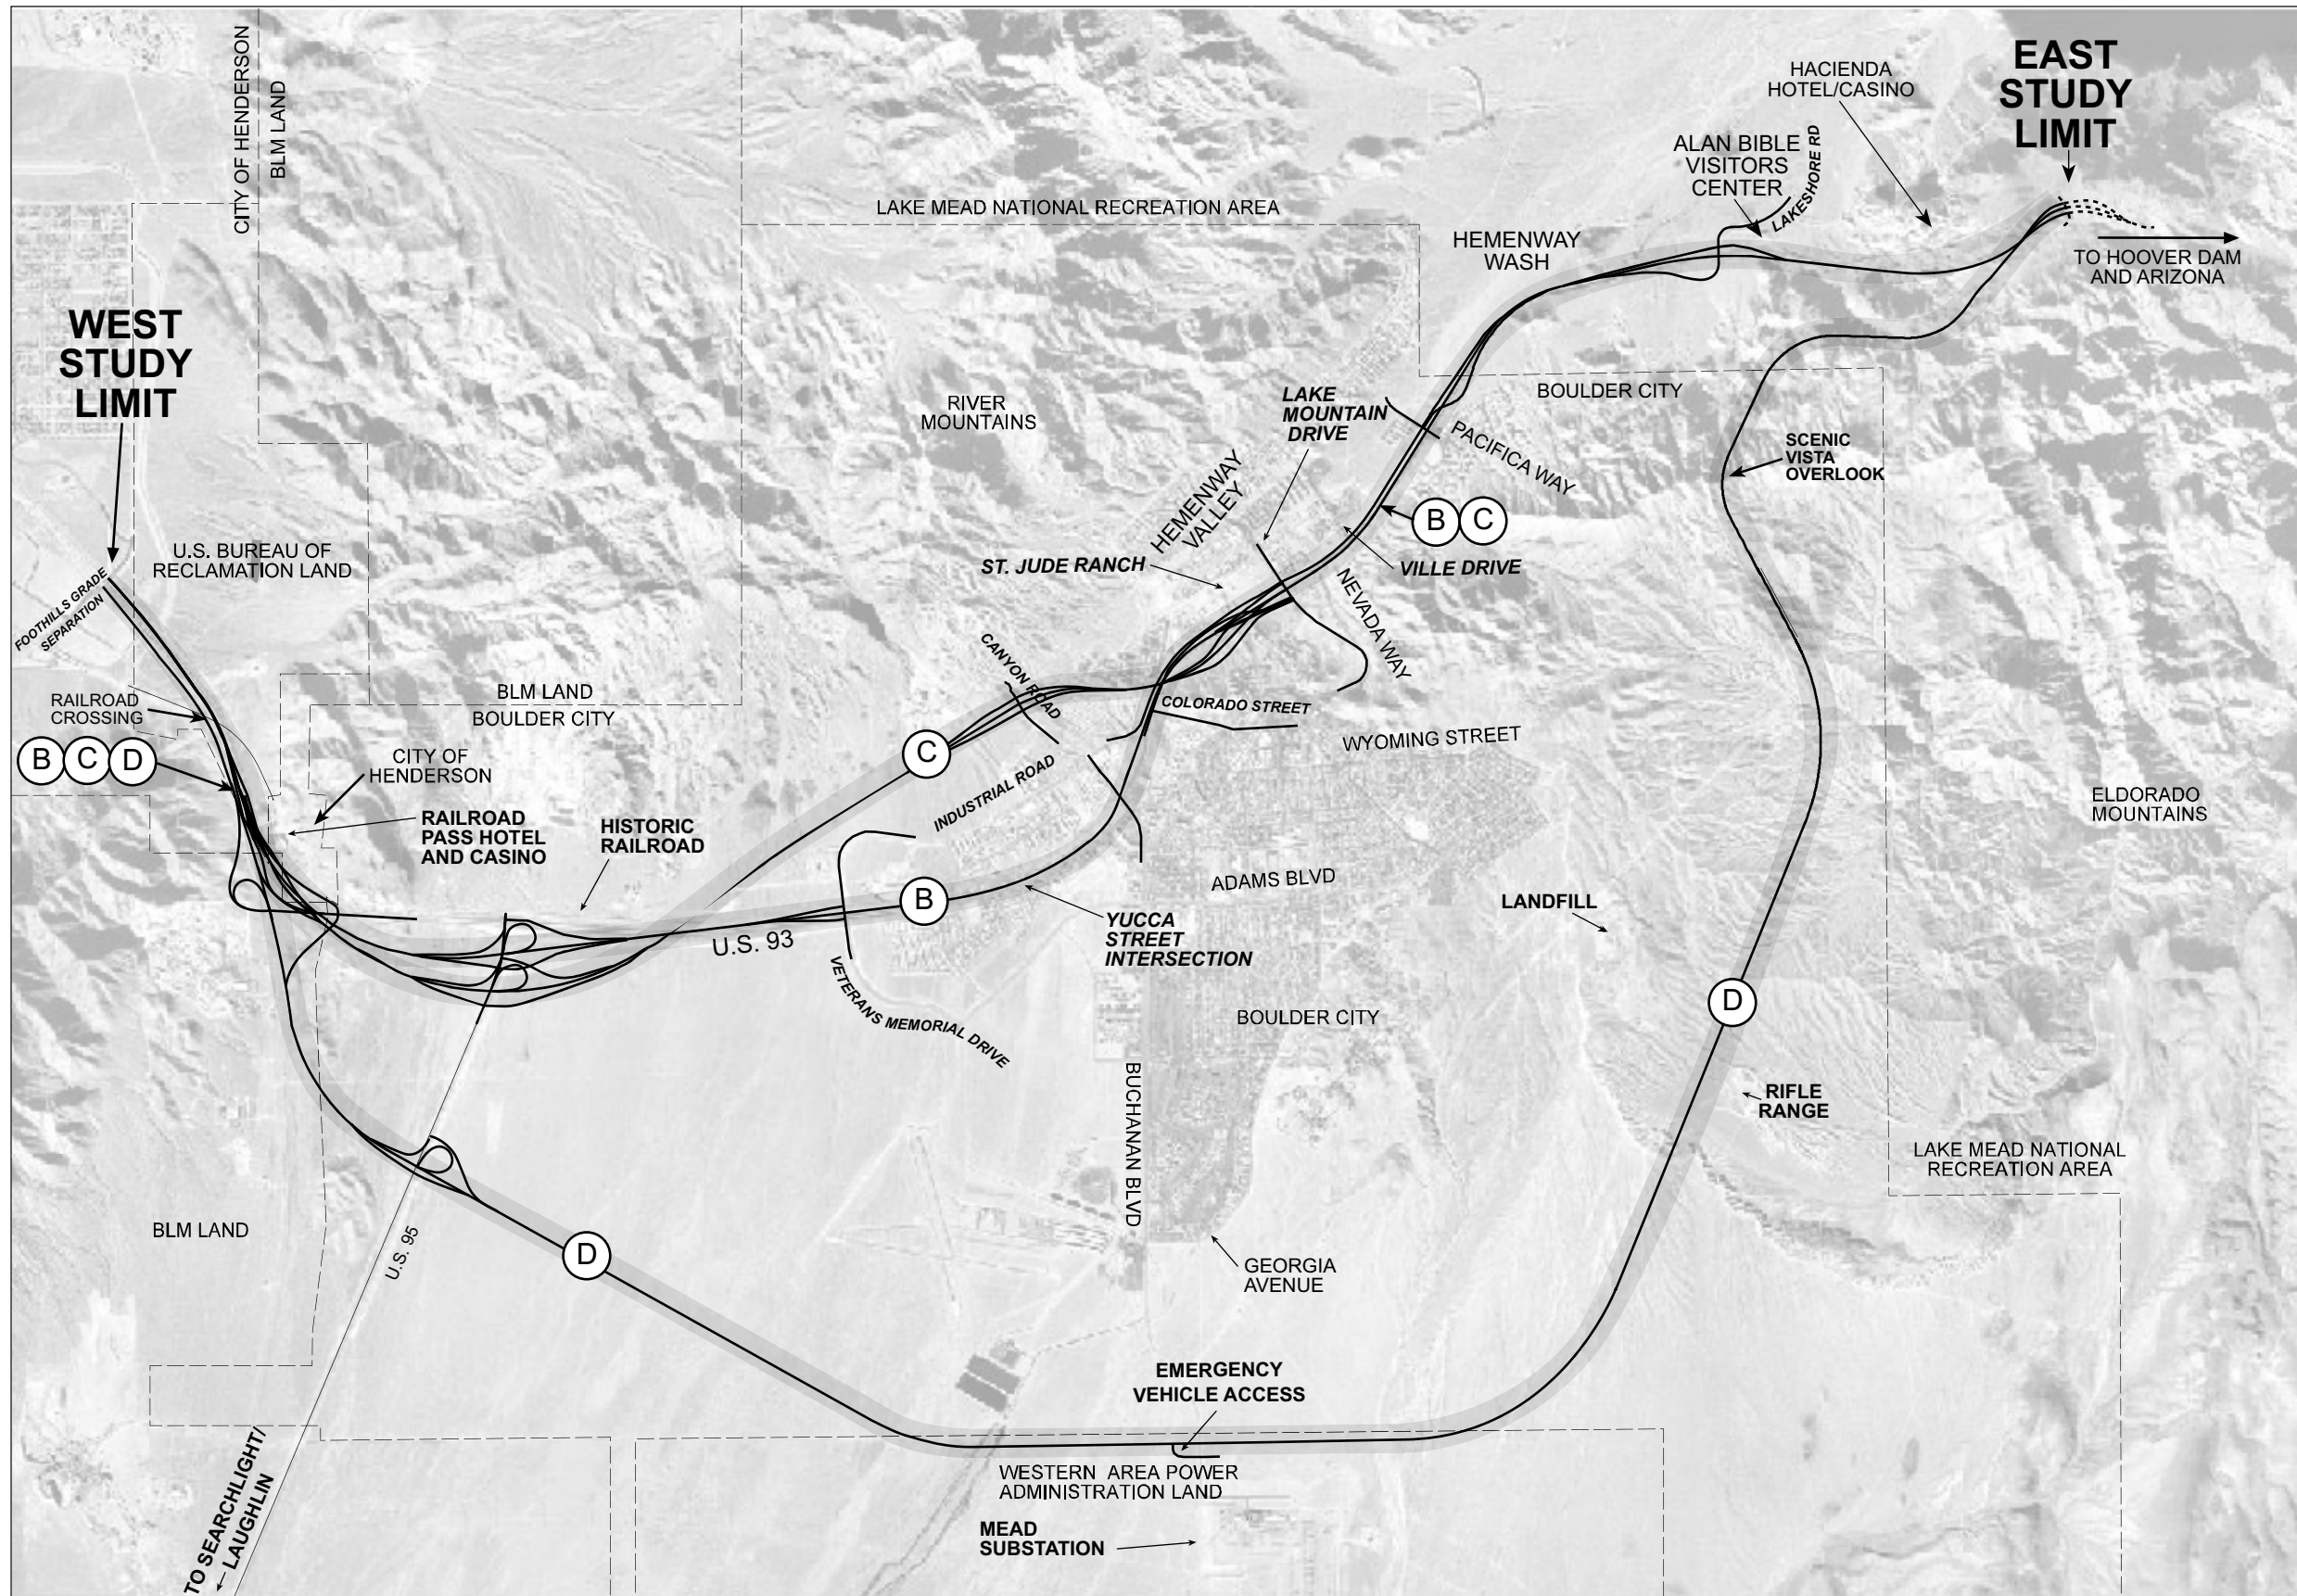 CITY OF HENDERSON
BLM LAND
EAST
STUDY
LIMIT
HACIENDA
HOTEL/CASINO
ALAN BIBLE
VISITORS
CENTER
LAKESHORE RD
LAKE MEAD NATIONAL RECREATION AREA
HEMENWAY
WASH
TO HOOVER DAM
AND ARIZONA
WEST
STUDY
LIMIT
RIVER
MOUNTAINS
LAKE
MOUNTAIN
DRIVE
BOULDER CITY
PACIFICA WAY
SCENIC
VISTA
OVERLOOK
HEMENWAY
VALLEY
B C
U.S. BUREAU OF
RECLAMATION LAND
ST. JUDE RANCH
VILLE DRIVE
NEVADA WAY
FOOTHILLS GRADE
SEPARATION
CANYON ROAD
BLM LAND
BOULDER CITY
RAILROAD
CROSSING
COLORADO STREET
WYOMING STREET
B C D
CITY OF
HENDERSON
C
INDUSTRIAL ROAD
ELDORADO
MOUNTAINS
RAILROAD
PASS HOTEL
AND CASINO
HISTORIC
RAILROAD
ADAMS BLVD
B
LANDFILL
YUCCA
STREET
INTERSECTION
U.S. 93
VETERANS MEMORIAL DRIVE
D
BOULDER CITY
RIFLE
RANGE
BUCHANAN BLVD
LAKE MEAD NATIONAL
RECREATION AREA
BLM LAND
U.S. 95
D
GEORGIA
AVENUE
EMERGENCY
VEHICLE ACCESS
WESTERN AREA POWER
ADMINISTRATION LAND
MEAD
SUBSTATION
TO SEARCHLIGHT/
LAUGHLIN